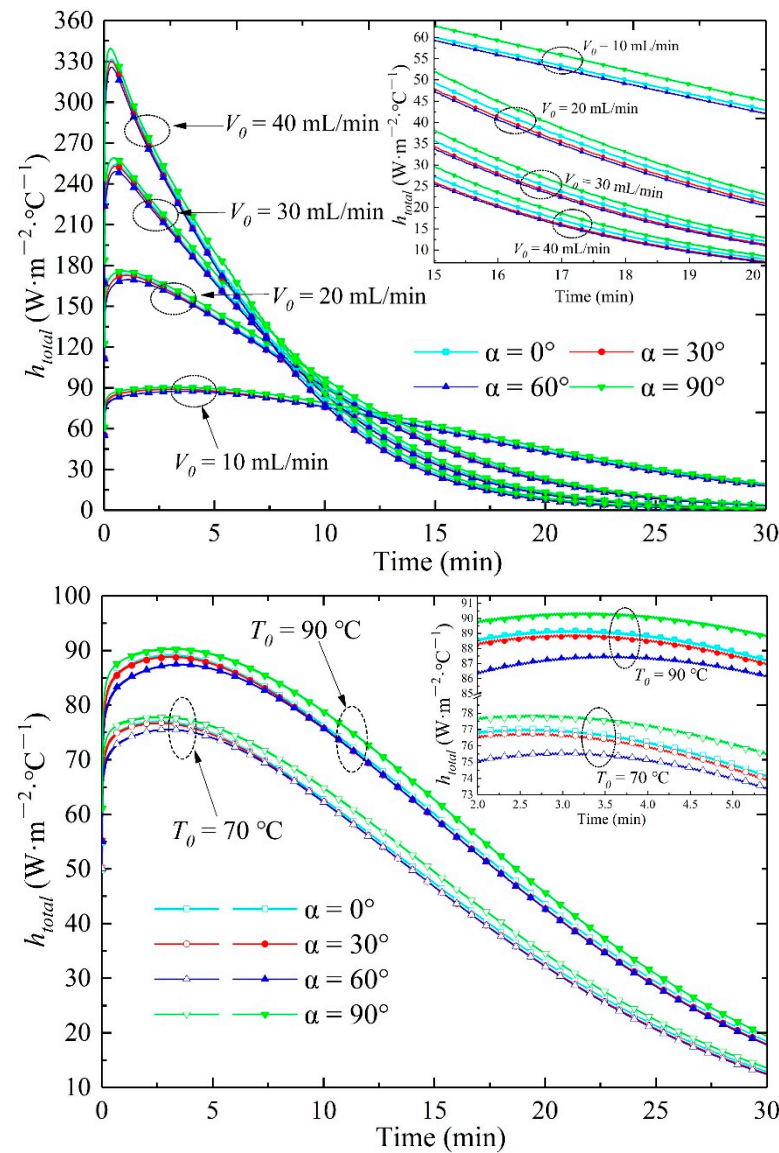 360
330
300
270
240
210
180
150
120
90
60
30
0
h_total (W·m⁻²·°C⁻¹)
V₀ = 40 mL/min
V₀ = 30 mL/min
V₀ = 20 mL/min
V₀ = 10 mL/min
60
55
50
45
40
35
30
25
20
15
10
h_total (W·m⁻²·°C⁻¹)
V₀ = 10 mL/min
V₀ = 20 mL/min
V₀ = 30 mL/min
V₀ = 40 mL/min
15 16 17 18 19 20
Time (min)
α = 0° α = 30°
α = 60° α = 90°
0 5 10 15 20 25 30
Time (min)
100
90
80
70
60
50
40
30
20
10
h_total (W·m⁻²·°C⁻¹)
T₀ = 90 °C
T₀ = 70 °C
91
90
89
88
87
86
85
78
77
76
75
74
73
h_total (W·m⁻²·°C⁻¹)
T₀ = 90 °C
T₀ = 70 °C
2.0 2.5 3.0 3.5 4.0 4.5 5.0
Time (min)
α = 0°
α = 30°
α = 60°
α = 90°
0 5 10 15 20 25 30
Time (min)